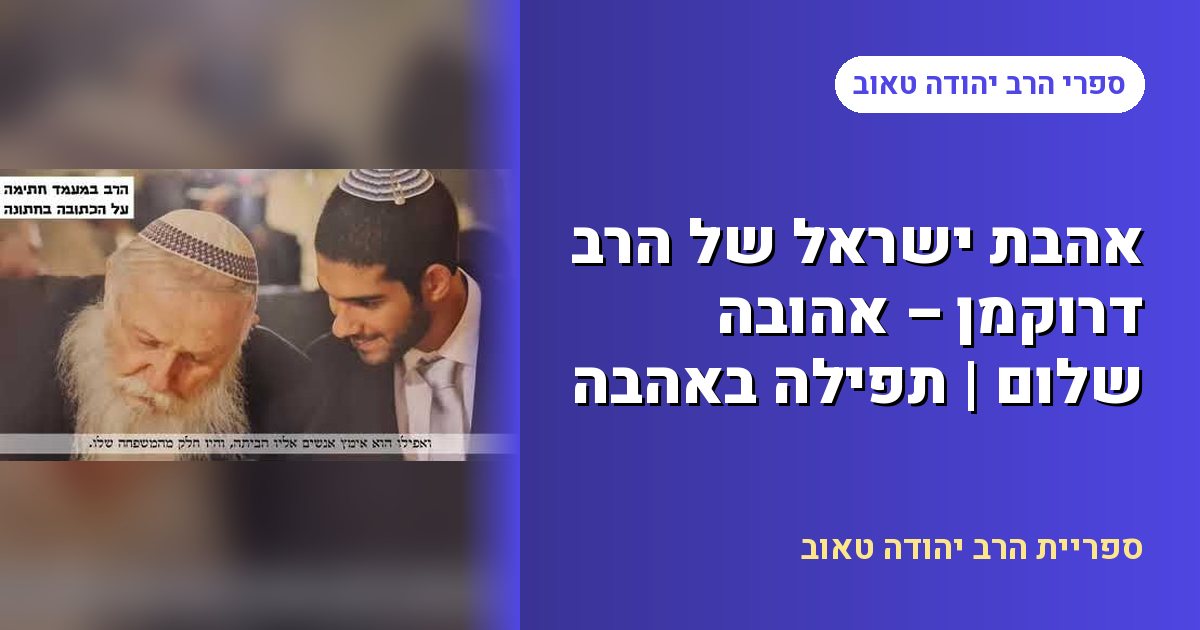 ספרי הרב יהודה טאוב
אהבת ישראל של הרב
דרוקמן – אהובה
שלום | תפילה באהבה
ספריית הרב יהודה טאוב
הרב במעמד חתימה
על הכתובה בחתונה
ואפילו הוא אימץ אנשים אליו הביתה, והיו חלק מהמשפחה שלו.